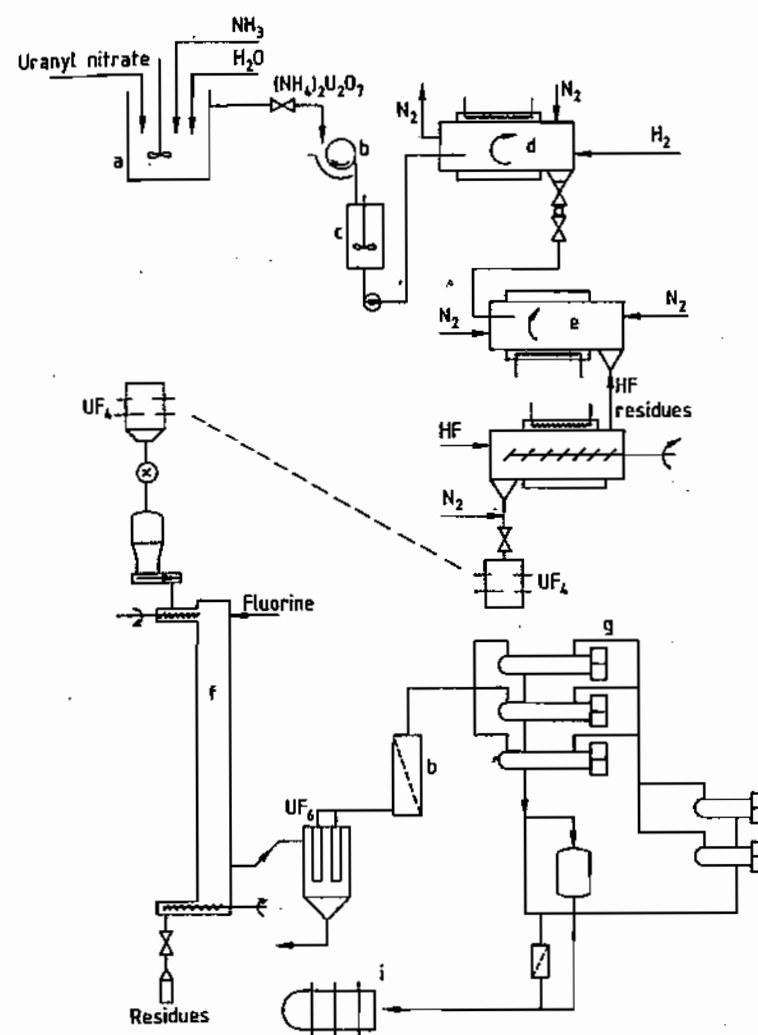 NH₃
Uranyl nitrate
H₂O
(NH₄)₂U₂O₇
a
b
c
N₂
N₂
d
H₂
N₂
e
N₂
HF
residues
HF
N₂
UF₄
UF₄
Fluorine
f
g
b
UF₆
i
Residues